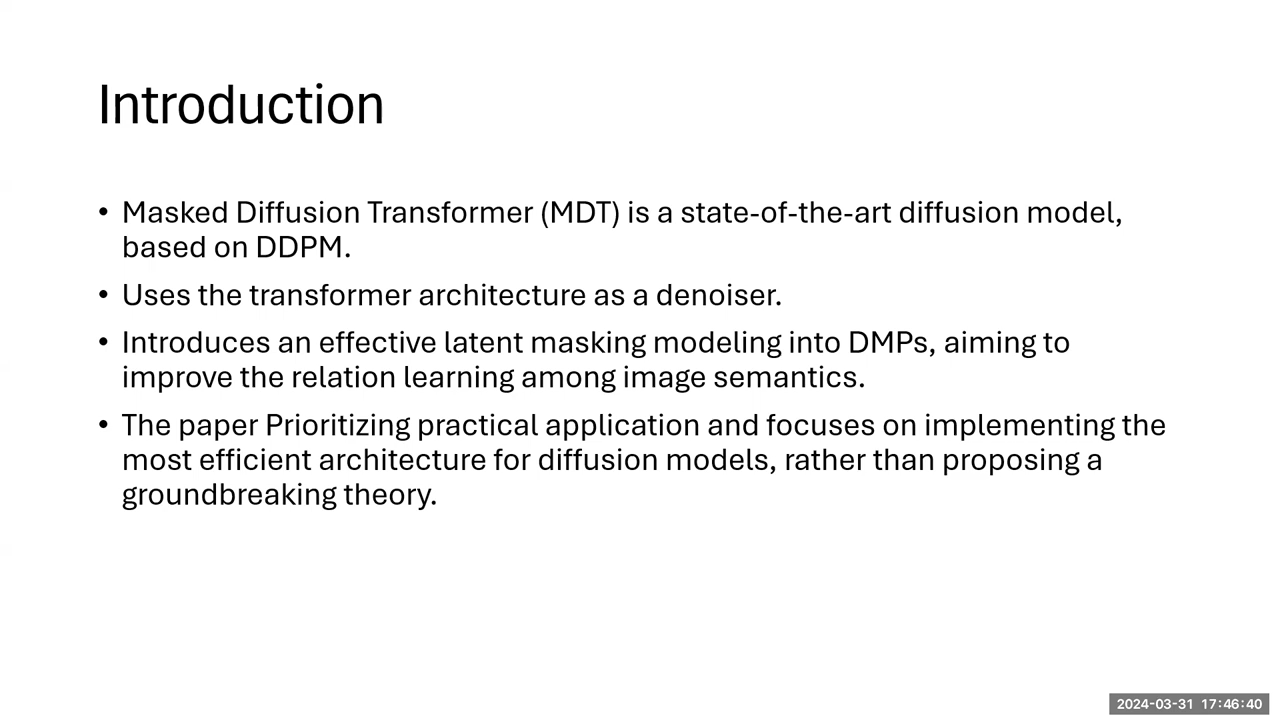 Introduction
• Masked Diffusion Transformer (MDT) is a state-of-the-art diffusion model,
based on DDPM.
• Uses the transformer architecture as a denoiser.
• Introduces an effective latent masking modeling into DMPs, aiming to
improve the relation learning among image semantics.
• The paper Prioritizing practical application and focuses on implementing the
most efficient architecture for diffusion models, rather than proposing a
groundbreaking theory.
2024-03-31 17:46:40